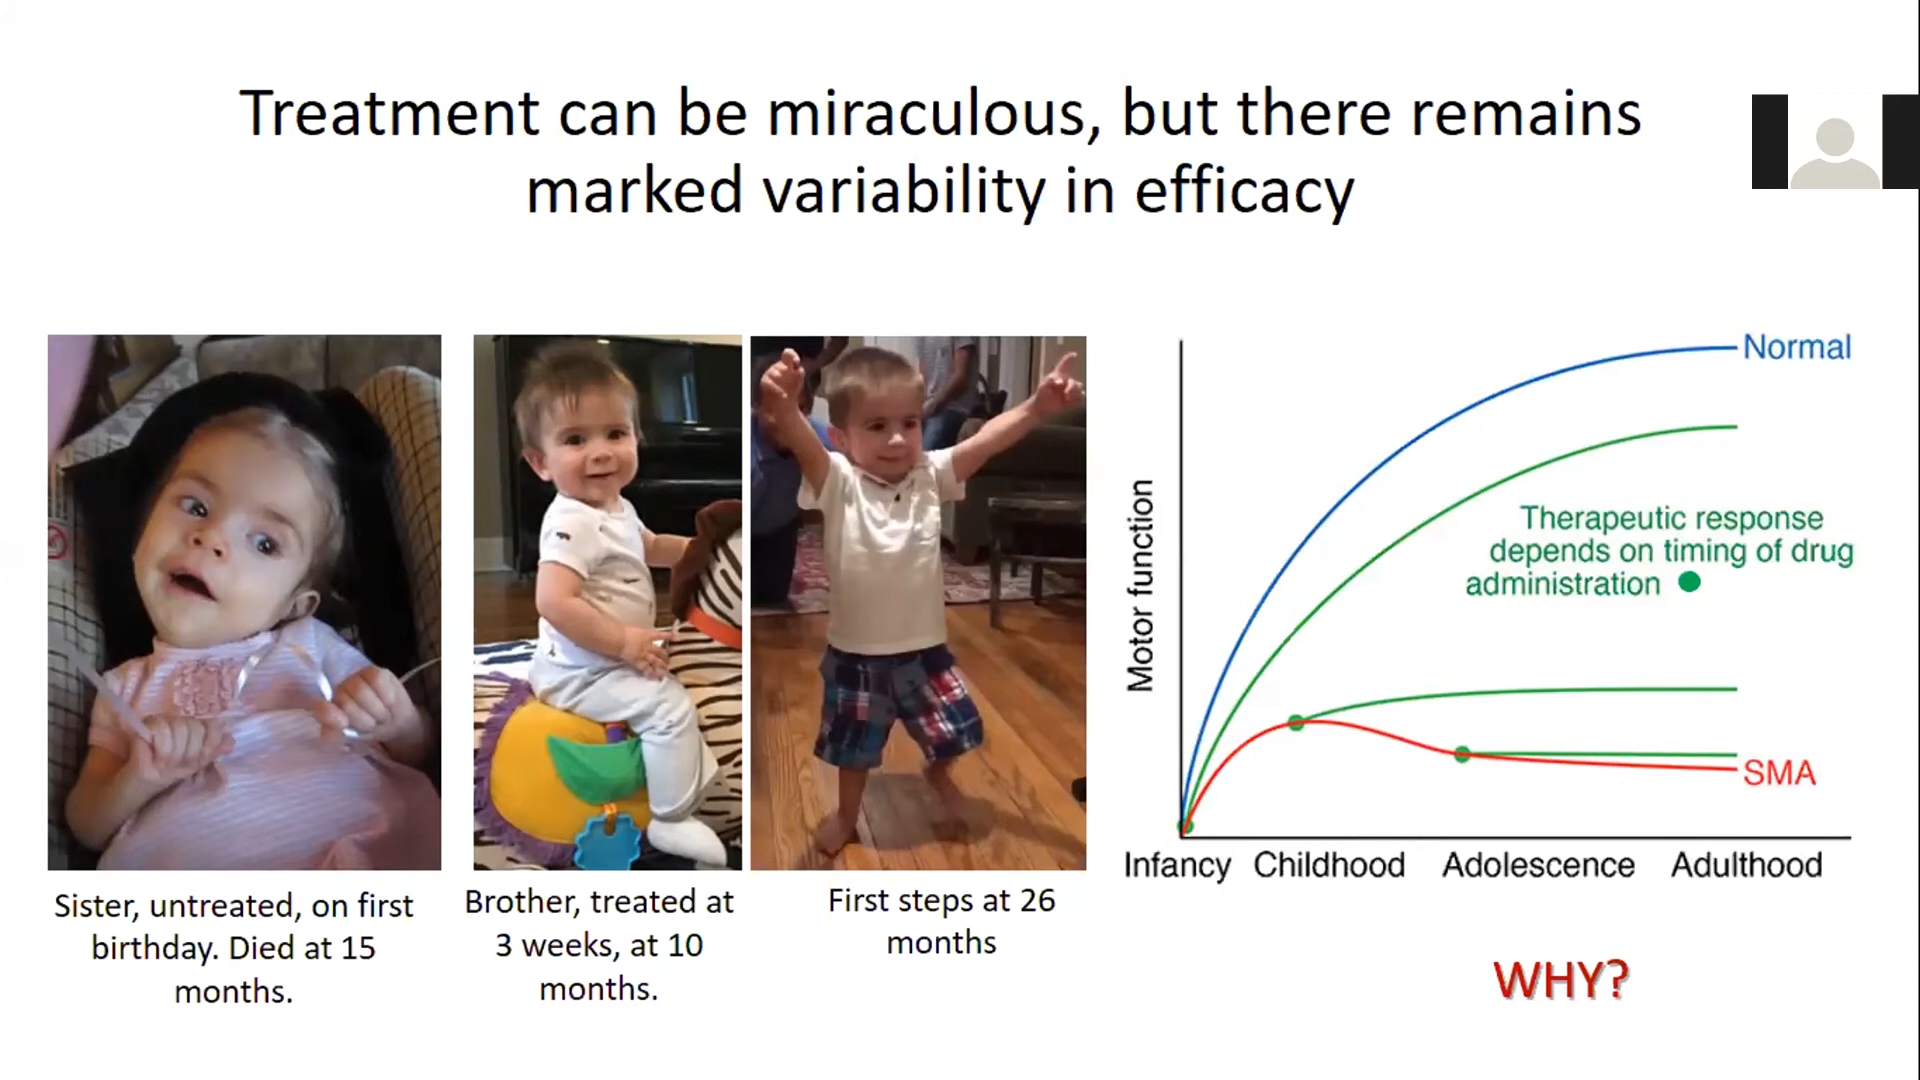 Treatment can be miraculous, but there remains
marked variability in efficacy
Sister, untreated, on first
birthday. Died at 15
months.
Brother, treated at
3 weeks, at 10
months.
First steps at 26
months
Motor function
Normal
Therapeutic response
depends on timing of drug
administration
SMA
Infancy Childhood Adolescence Adulthood
WHY?